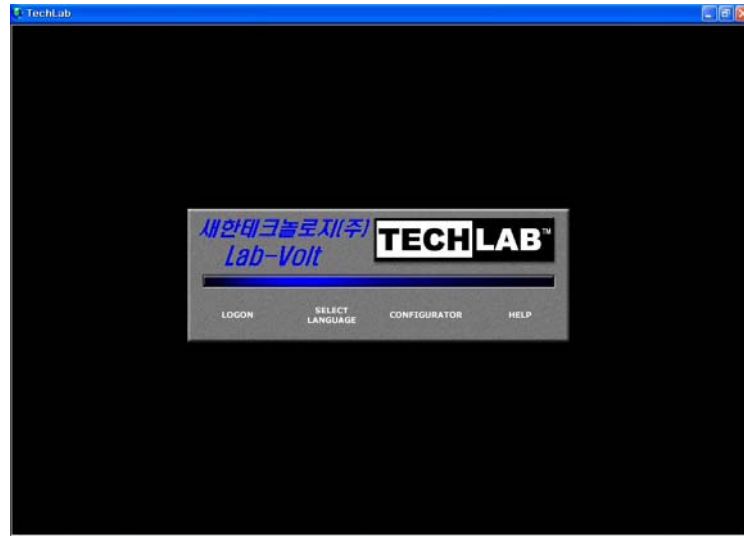 TechLab
새한테크놀로지(주)
Lab-Volt
TECHLAB™
LOGON
SELECT
LANGUAGE
CONFIGURATOR
HELP